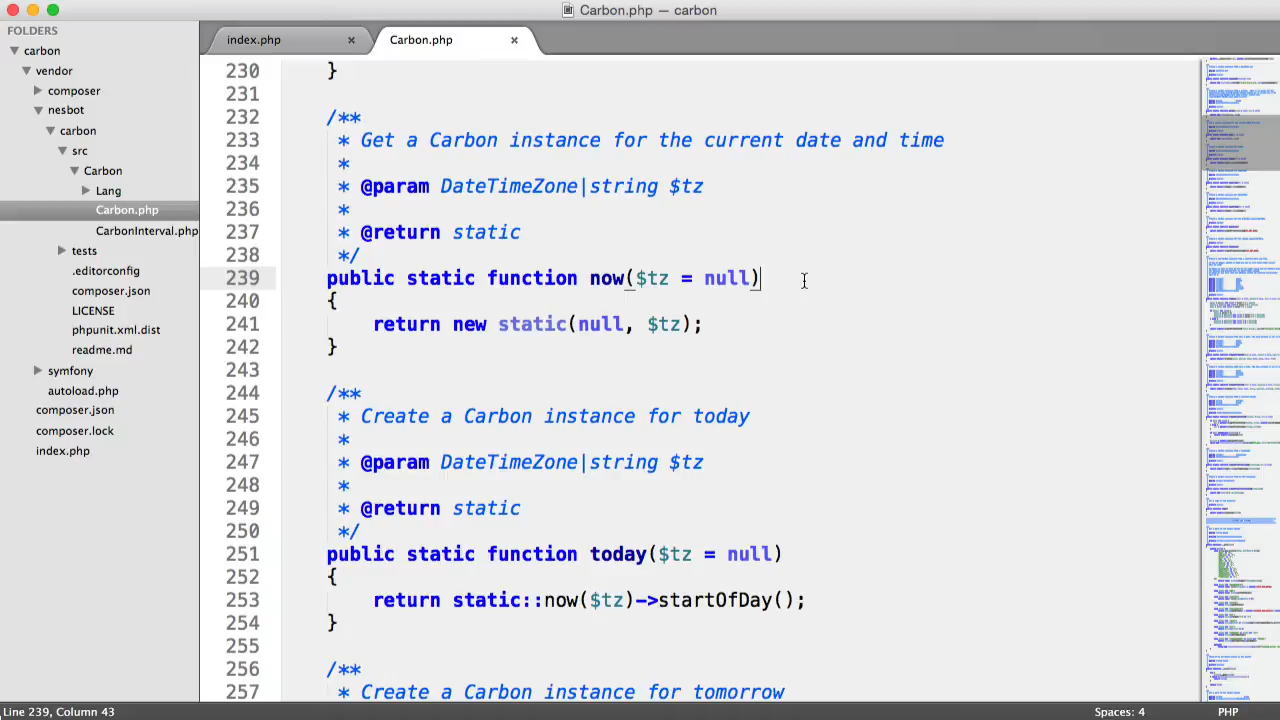 Carbon.php — carbon
FOLDERS
carbon
vendor
composer
nesbot
carbon
src
Carbon
Lang
Carbon.php
CarbonInterval.php
tests
.editorconfig
LICENSE
phpunit.xml.dist
readme.md
symfony
autoload.php
composer.json
composer.lock
index.php
index.php
Carbon.php
230 }
231
232 /**
233 * Get a Carbon instance for the current date and time
234 *
235 * @param DateTimeZone|string $tz
236 *
237 * @return static
238 */
239 public static function now($tz = null)
240 {
241 return new static(null, $tz);
242 }
243
244 /**
245 * Create a Carbon instance for today
246 *
247 * @param DateTimeZone|string $tz
248 *
249 * @return static
250 */
251 public static function today($tz = null)
252 {
253 return static::now($tz)->startOfDay();
254 }
255
256 /**
257 * Create a Carbon instance for tomorrow
Line 239, Column 43
Spaces: 4
PHP